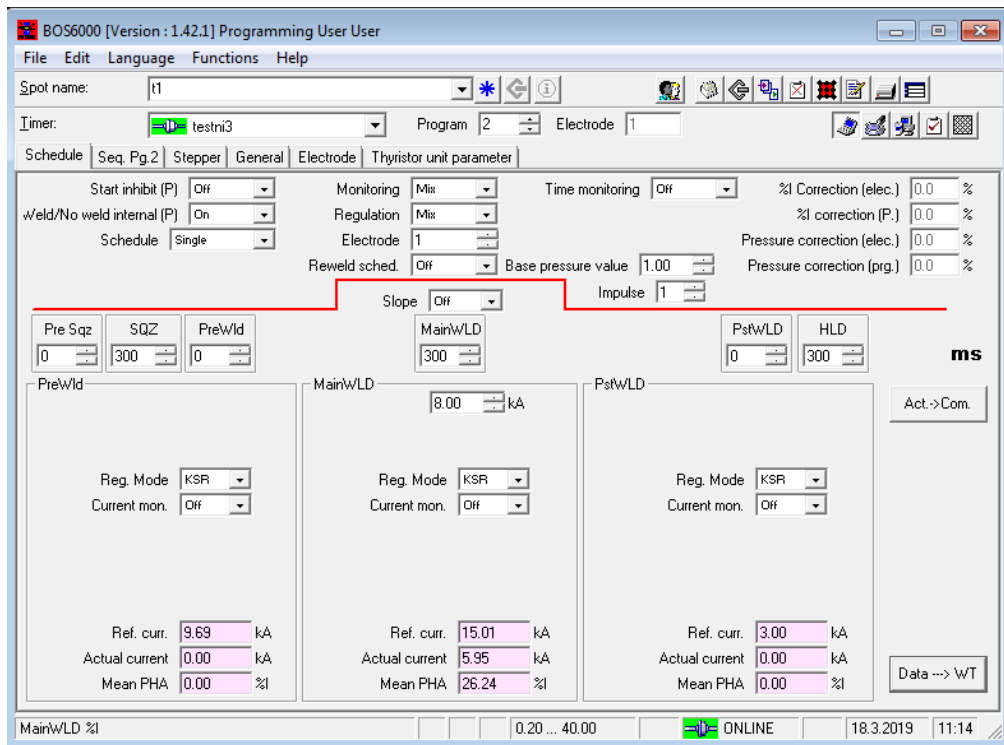 BOS6000 [Version : 1.42.1] Programming User User
File Edit Language Functions Help
Spot name: t1
Timer: testni3 Program 2 Electrode 1
Schedule Seq. Pg.2 Stepper General Electrode Thyristor unit parameter
Start inhibit (P) Off Monitoring Mix Time monitoring Off %I Correction (elec.) 0.0 %
Weld/No weld internal (P) On Regulation Mix %I correction (P.) 0.0 %
Schedule Single Electrode 1 Pressure correction (elec.) 0.0 %
Reweld sched. Off Base pressure value 1.00 Pressure correction (prg.) 0.0 %
Slope Off Impulse 1
Pre Sqz SQZ PreWld MainWLD PstWLD HLD
0 300 0 300 0 300 ms
PreWld MainWLD PstWLD
8.00 kA Act.->Com.
Reg. Mode KSR Reg. Mode KSR Reg. Mode KSR
Current mon. Off Current mon. Off Current mon. Off
Ref. curr. 9.69 kA Ref. curr. 15.01 kA Ref. curr. 3.00 kA
Actual current 0.00 kA Actual current 5.95 kA Actual current 0.00 kA
Mean PHA 0.00 %I Mean PHA 26.24 %I Mean PHA 0.00 %I
Data ---> WT
MainWLD %I 0.20 ... 40.00 ONLINE 18.3.2019 11:14